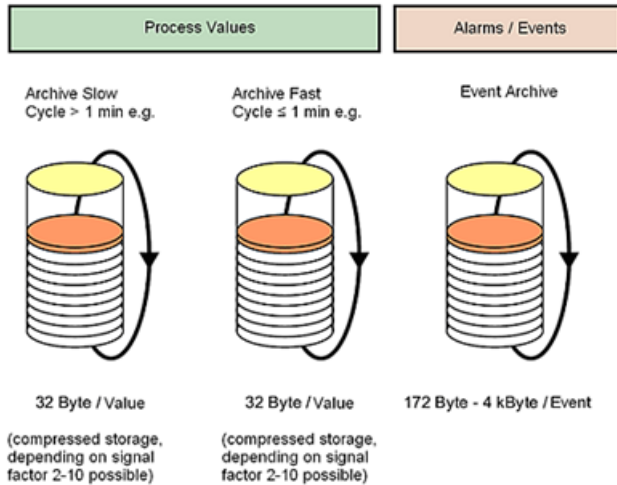 Process Values
Alarms / Events
Archive Slow
Cycle > 1 min e.g.
Archive Fast
Cycle ≤ 1 min e.g.
Event Archive
32 Byte / Value
32 Byte / Value
172 Byte - 4 kByte / Event
(compressed storage,
depending on signal
factor 2-10 possible)
(compressed storage,
depending on signal
factor 2-10 possible)